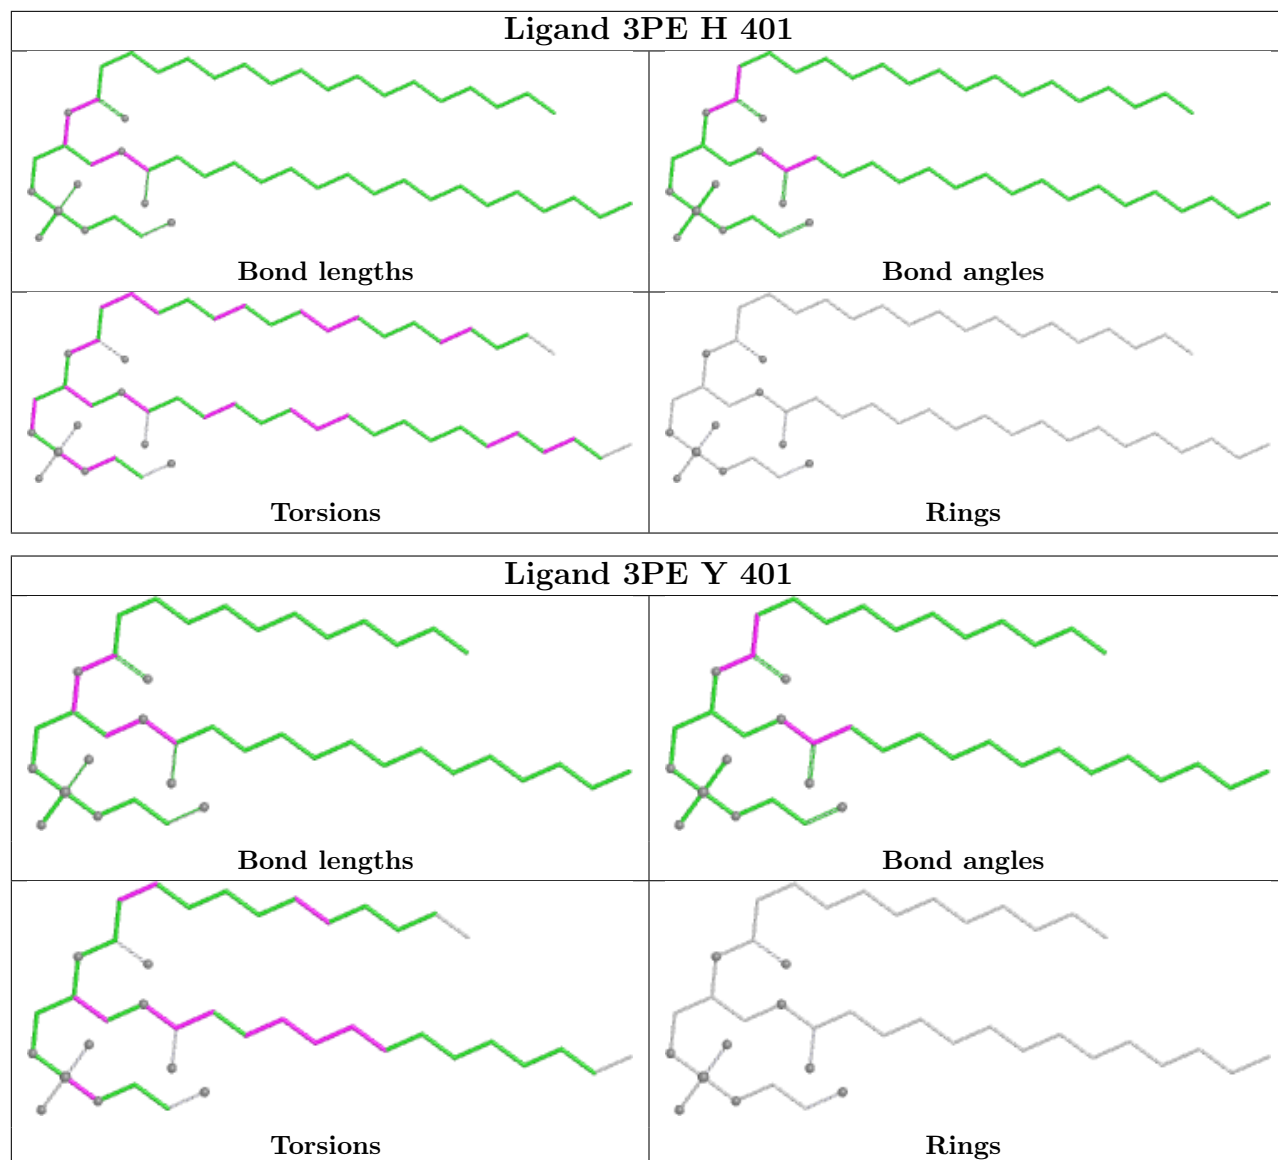 Ligand 3PE H 401
Bond lengths
Bond angles
Torsions
Rings
Ligand 3PE Y 401
Bond lengths
Bond angles
Torsions
Rings